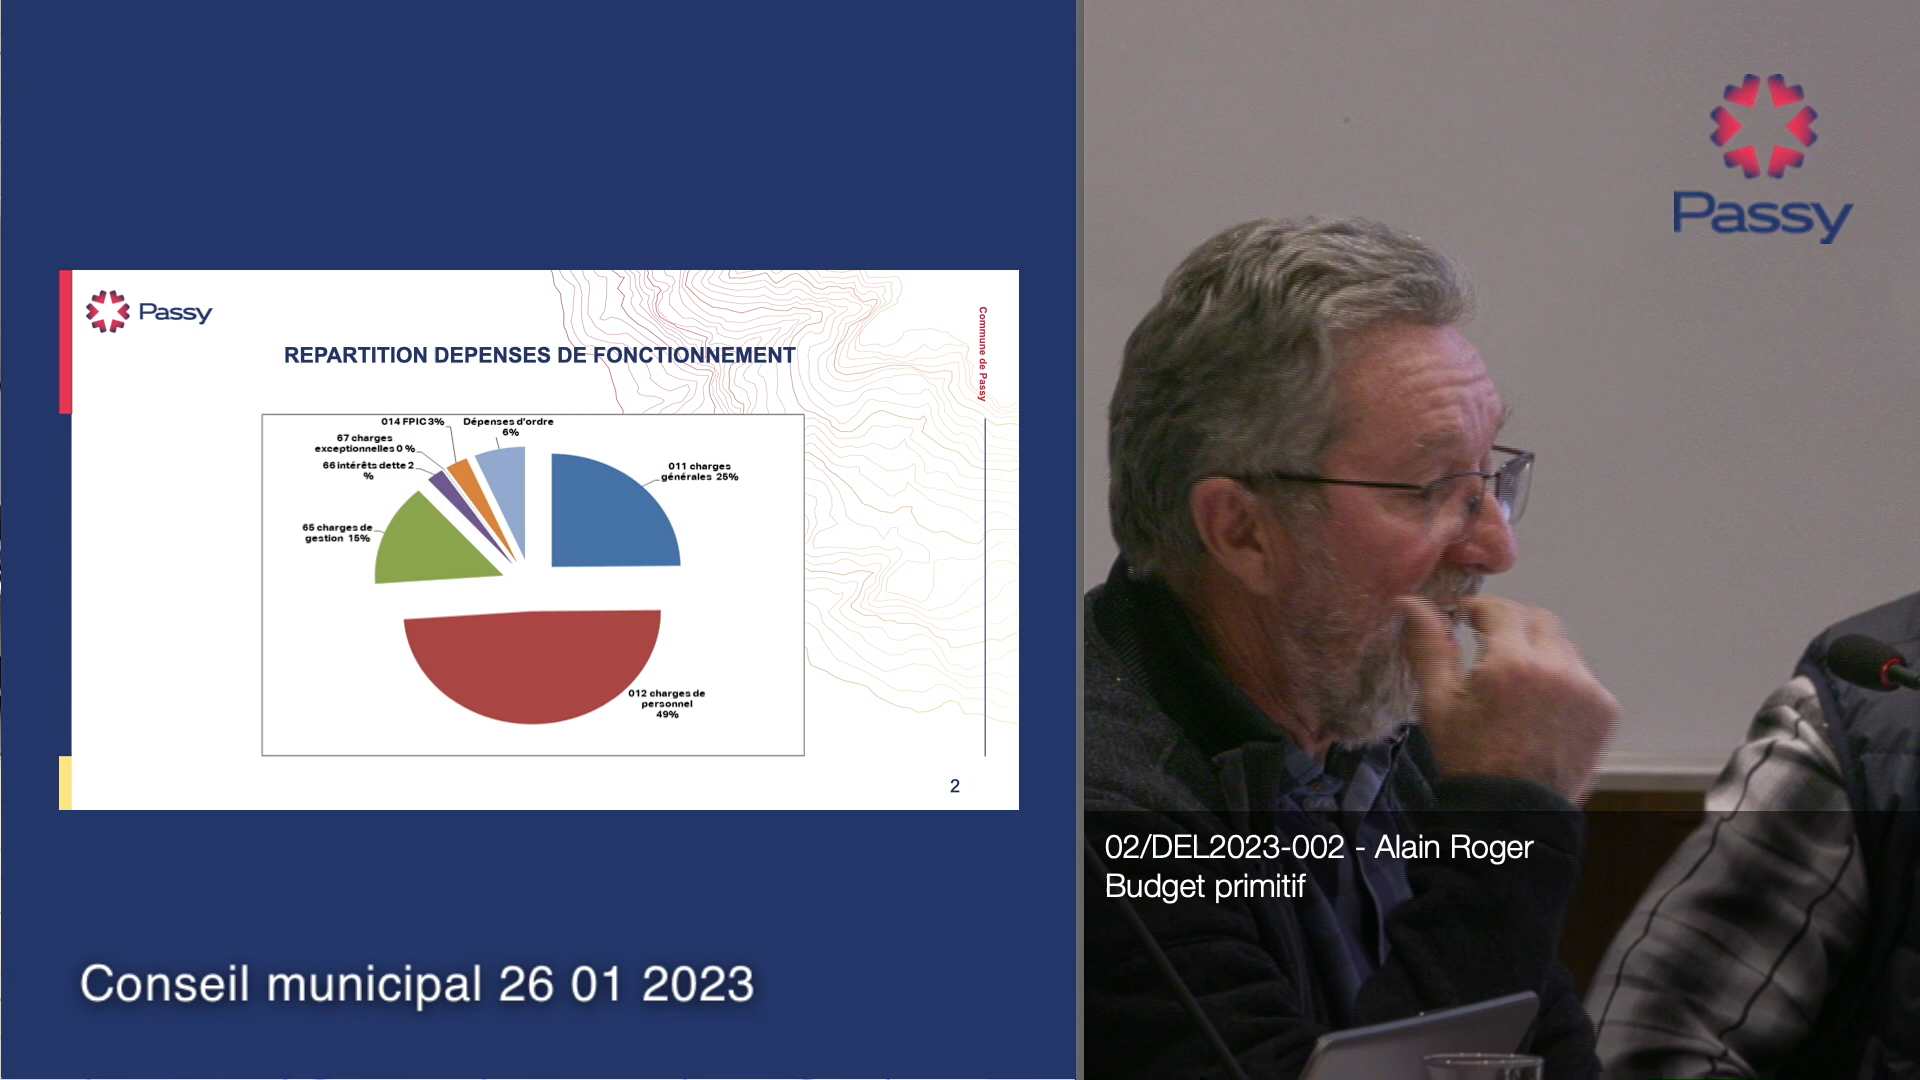 Passy
REPARTITION DEPENSES DE FONCTIONNEMENT
Commune de Passy
014 FPIC 3%
Dépenses d'ordre
6%
67 charges
exceptionnelles 0 %
66 intérêts dette 2
%
011 charges
générales 25%
65 charges de
gestion 15%
012 charges de
personnel
49%
2
Conseil municipal 26 01 2023
Passy
02/DEL2023-002 - Alain Roger
Budget primitif